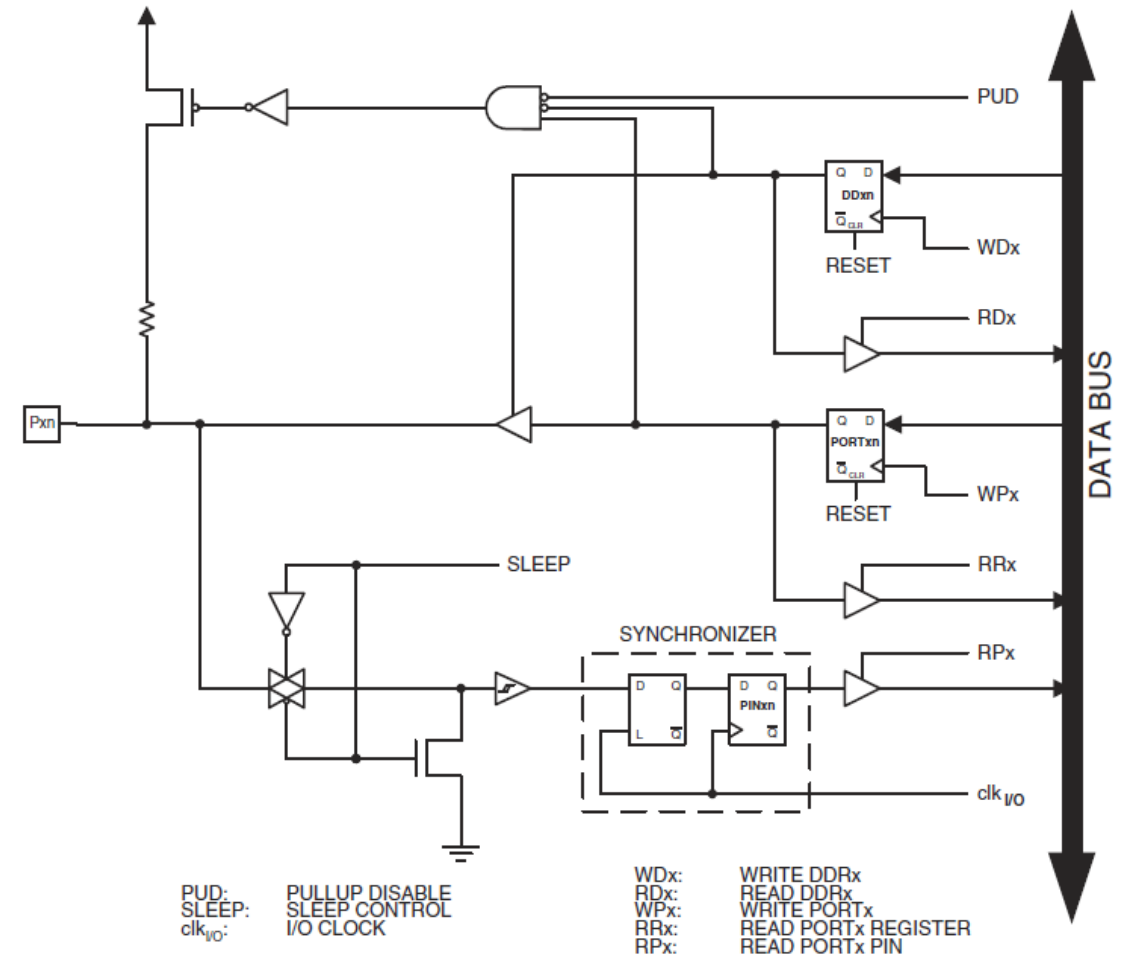 PUD
Q D
DDxn
Q CLR
WDx
RESET
RDx
DATA BUS
Pxn
Q D
PORTxn
Q CLR
WPx
RESET
SLEEP
RRx
SYNCHRONIZER
RPx
D Q
D Q
PINxn
L Q
Q
clk I/O
PUD: PULLUP DISABLE
SLEEP: SLEEP CONTROL
clkI/O: I/O CLOCK
WDx: WRITE DDRx
RDx: READ DDRx
WPx: WRITE PORTx
RRx: READ PORTx REGISTER
RPx: READ PORTx PIN